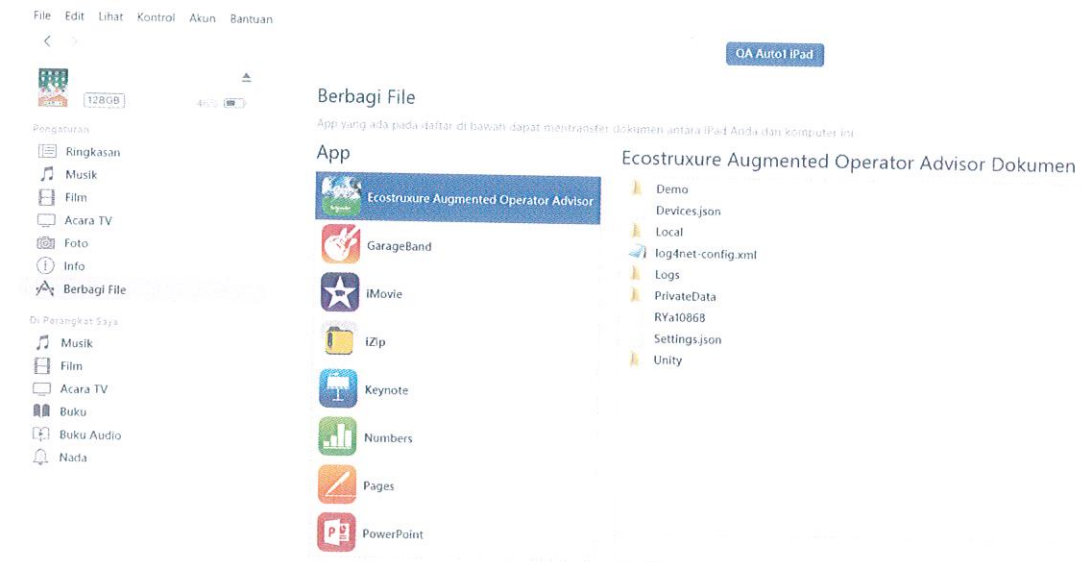 File Edit Lihat Kontrol Akun Bantuan
QA Auto1 iPad
128GB
46%
Pengaturan
Ringkasan
Musik
Film
Acara TV
Foto
Info
Berbagi File
Di Perangkat Saya
Musik
Film
Acara TV
Buku
Buku Audio
Nada
Berbagi File
App yang ada pada daftar di bawah dapat mentransfer dokumen antara iPad Anda dan komputer ini
App
Ecostruxure Augmented Operator Advisor
GarageBand
iMovie
iZip
Keynote
Numbers
Pages
PowerPoint
Ecostruxure Augmented Operator Advisor Dokumen
Demo
Devices.json
Local
log4net-config.xml
Logs
PrivateData
RYa10868
Settings.json
Unity